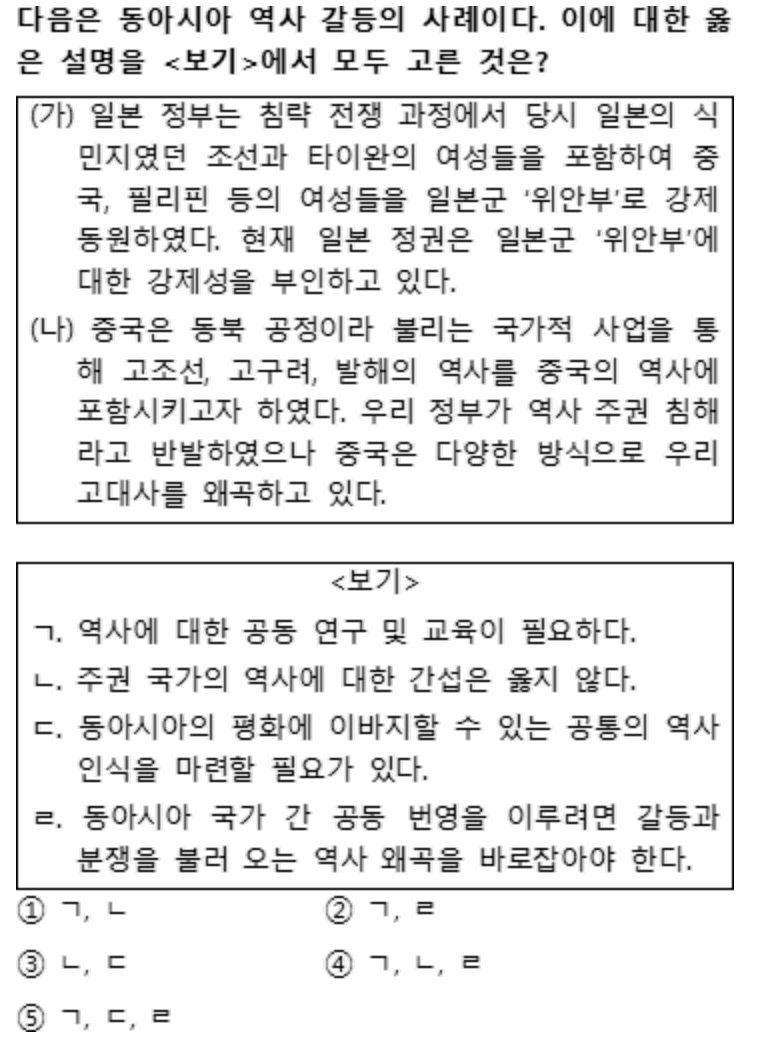 다음은 동아시아 역사 갈등의 사례이다. 이에 대한 옳
은 설명을 <보기>에서 모두 고른 것은?
(가) 일본 정부는 침략 전쟁 과정에서 당시 일본의 식
민지였던 조선과 타이완의 여성들을 포함하여 중
국, 필리핀 등의 여성들을 일본군 '위안부'로 강제
동원하였다. 현재 일본 정권은 일본군 '위안부'에
대한 강제성을 부인하고 있다.
(나) 중국은 동북 공정이라 불리는 국가적 사업을 통
해 고조선, 고구려, 발해의 역사를 중국의 역사에
포함시키고자 하였다. 우리 정부가 역사 주권 침해
라고 반발하였으나 중국은 다양한 방식으로 우리
고대사를 왜곡하고 있다.
<보기>
ㄱ. 역사에 대한 공동 연구 및 교육이 필요하다.
ㄴ. 주권 국가의 역사에 대한 간섭은 옳지 않다.
ㄷ. 동아시아의 평화에 이바지할 수 있는 공통의 역사
인식을 마련할 필요가 있다.
ㄹ. 동아시아 국가 간 공동 번영을 이루려면 갈등과
분쟁을 불러 오는 역사 왜곡을 바로잡아야 한다.
① ㄱ, ㄴ ② ㄱ, ㄹ
③ ㄴ, ㄷ ④ ㄱ, ㄴ, ㄹ
⑤ ㄱ, ㄷ, ㄹ